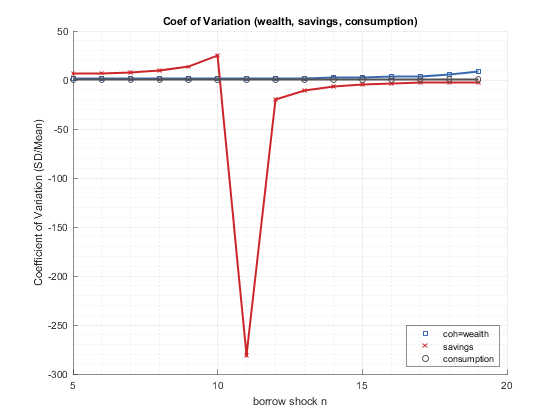 Coef of Variation (wealth, savings, consumption)
50
0
-50
-100
-150
-200
-250
-300
Coefficient of Variation (SD/Mean)
5
10
15
20
borrow shock n
coh=wealth
savings
consumption